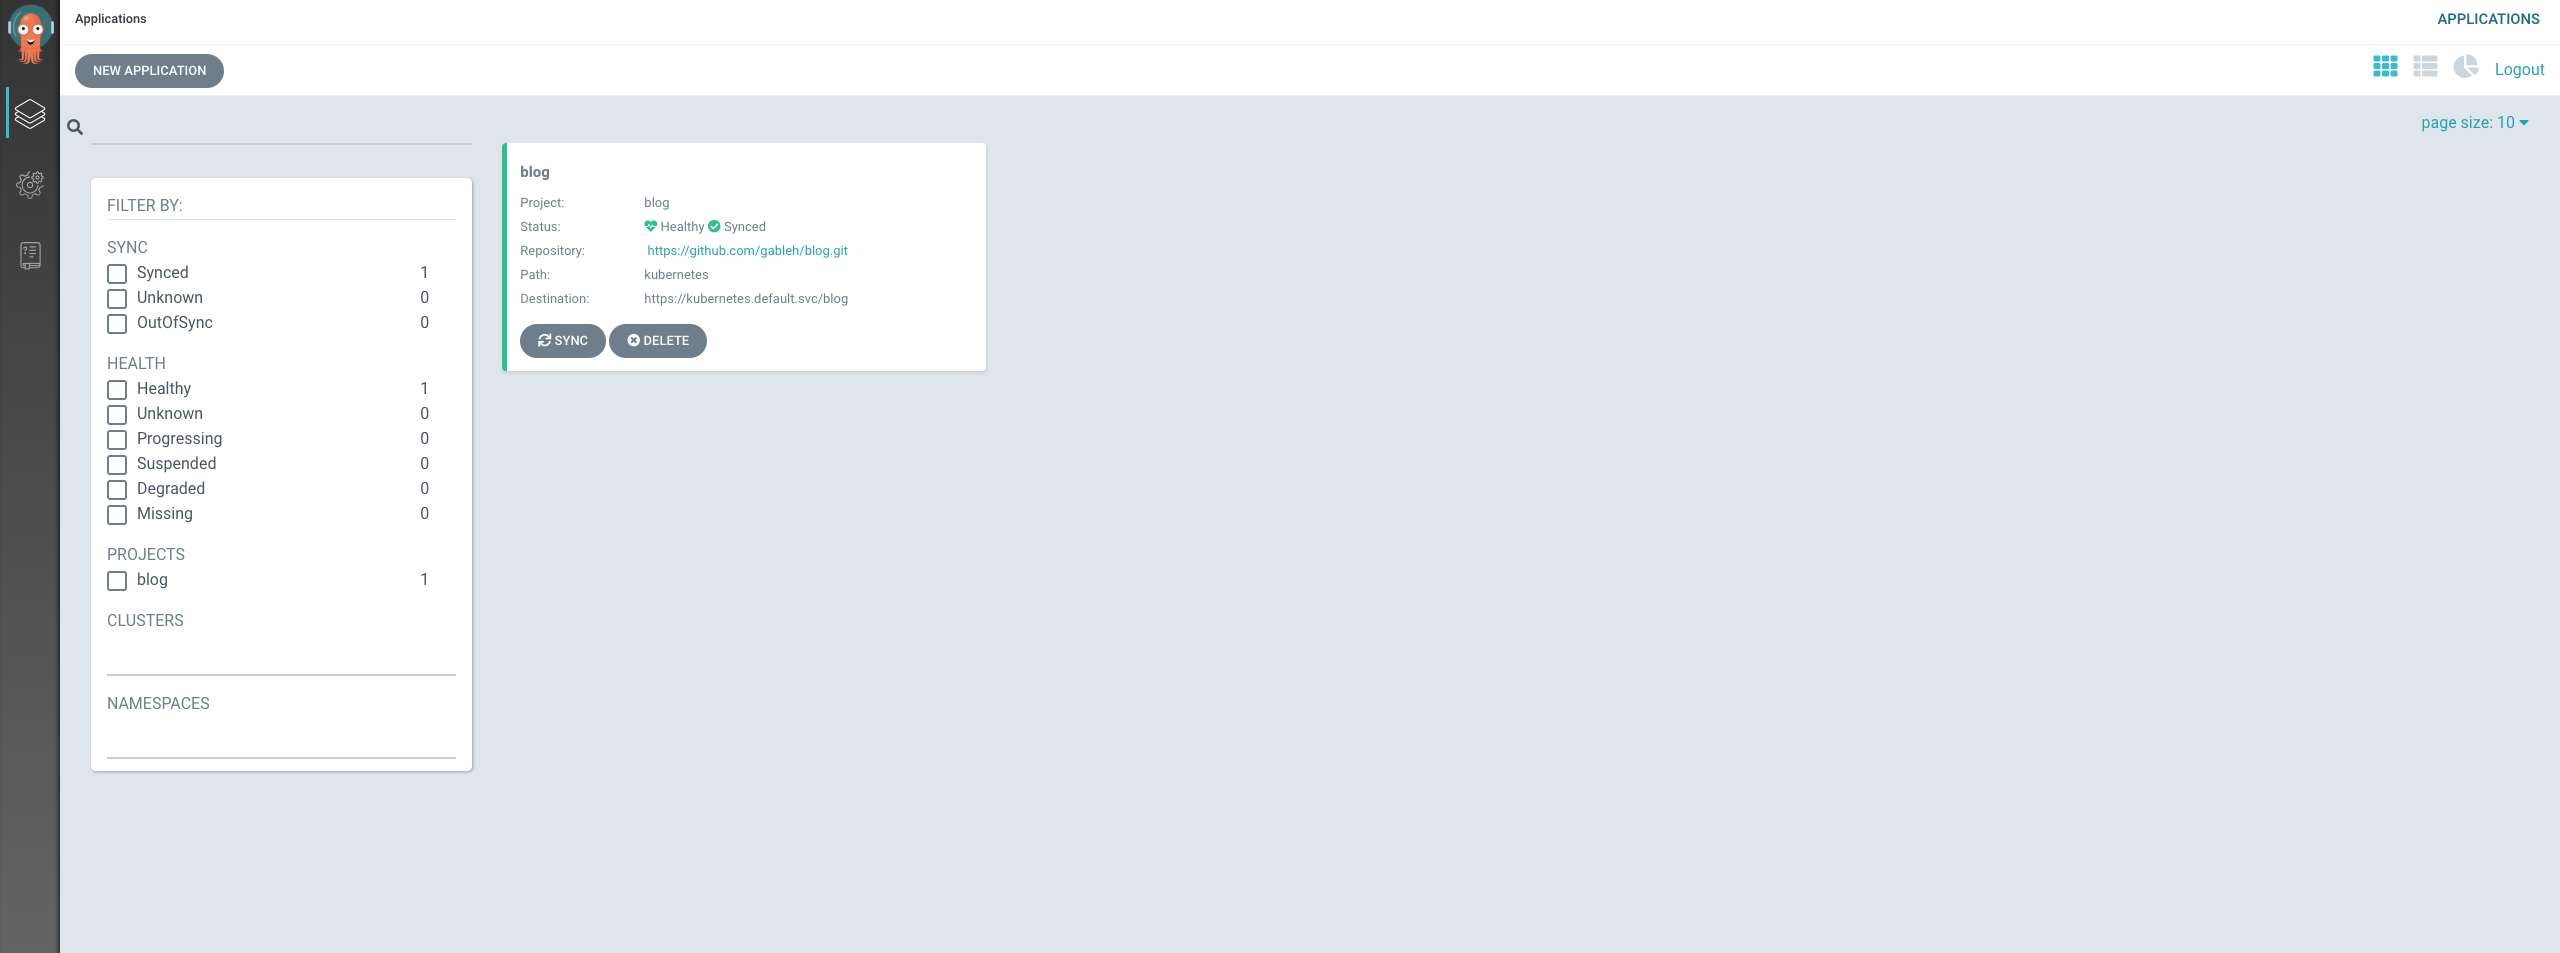 Applications
APPLICATIONS
NEW APPLICATION
Logout
page size: 10
FILTER BY:
SYNC
Synced 1
Unknown 0
OutOfSync 0
HEALTH
Healthy 1
Unknown 0
Progressing 0
Suspended 0
Degraded 0
Missing 0
PROJECTS
blog 1
CLUSTERS
NAMESPACES
blog
Project: blog
Status: Healthy Synced
Repository: https://github.com/gableh/blog.git
Path: kubernetes
Destination: https://kubernetes.default.svc/blog
SYNC DELETE